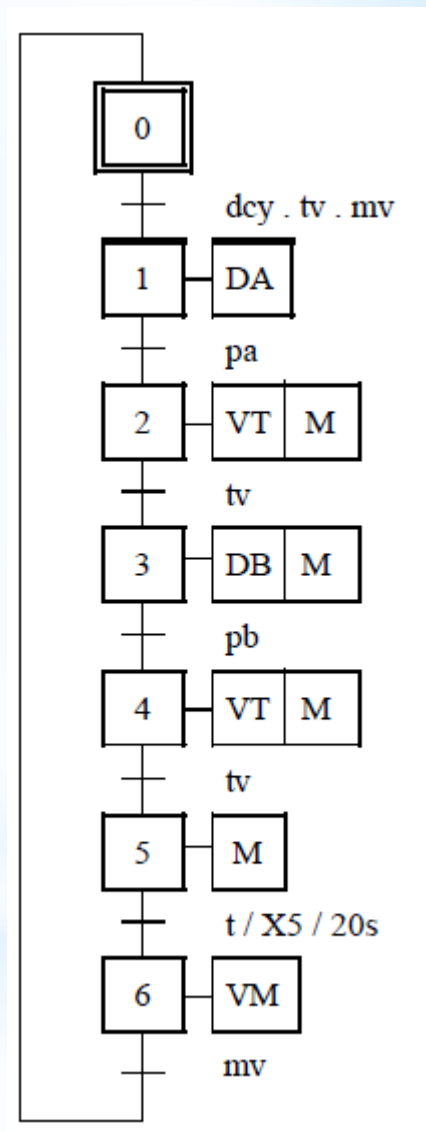 0
dcy . tv . mv
1 DA
pa
2 VT M
tv
3 DB M
pb
4 VT M
tv
5 M
t / X5 / 20s
6 VM
mv